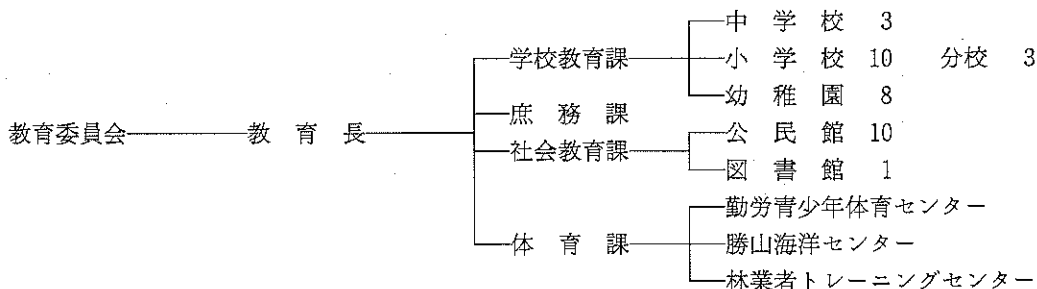 中学校 3
学校教育課 小学校 10 分校 3
幼稚園 8
庶務課
教育委員会 教育長 公民館 10
社会教育課
図書館 1
勤労青少年体育センター
体育課 勝山海洋センター
林業者トレーニングセンター